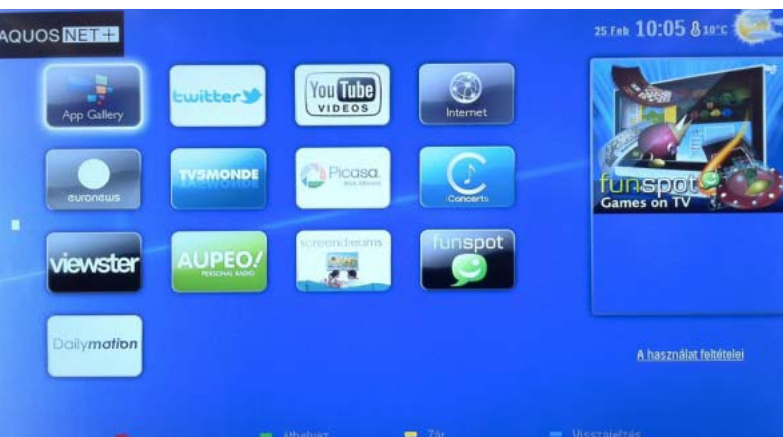 AQUOS NET+
25 Feb 10:05 10°C
App Gallery
twitter
You Tube
VIDEOS
Internet
euronews
TV5MONDE
Picasa
Concerts
viewster
AUPEO!
PERSONAL RADIO
screendreams
funspot
Dailymotion
funspot
Games on TV
A használat feltételei
áthelyez
Zár
Visszajelzés